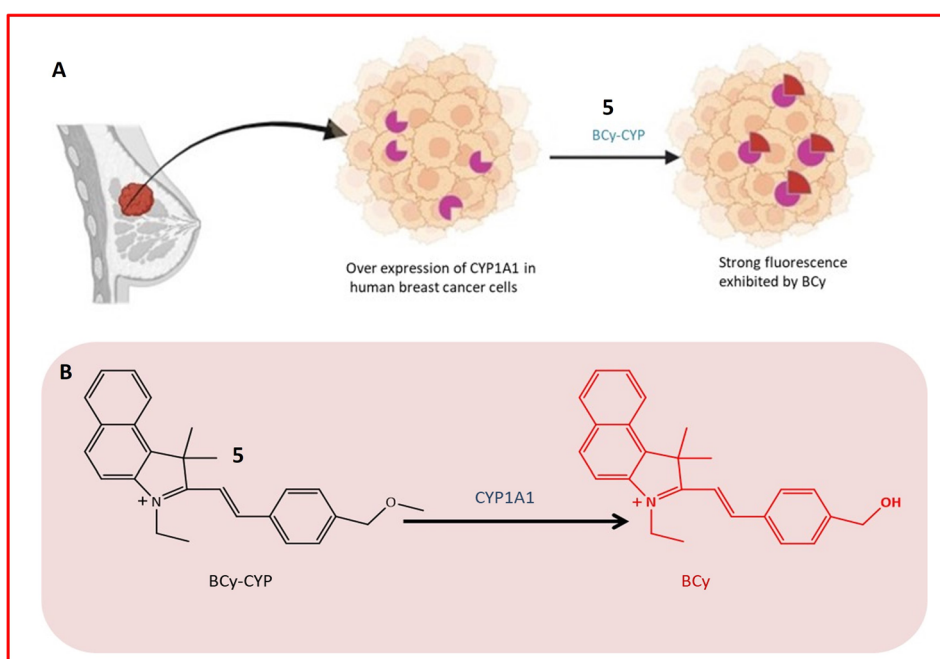 A
5
BCy-CYP
Over expression of CYP1A1 in
human breast cancer cells
Strong fluorescence
exhibited by BCy
B
5
+
N
O
CYP1A1
+
N
OH
BCy-CYP
BCy